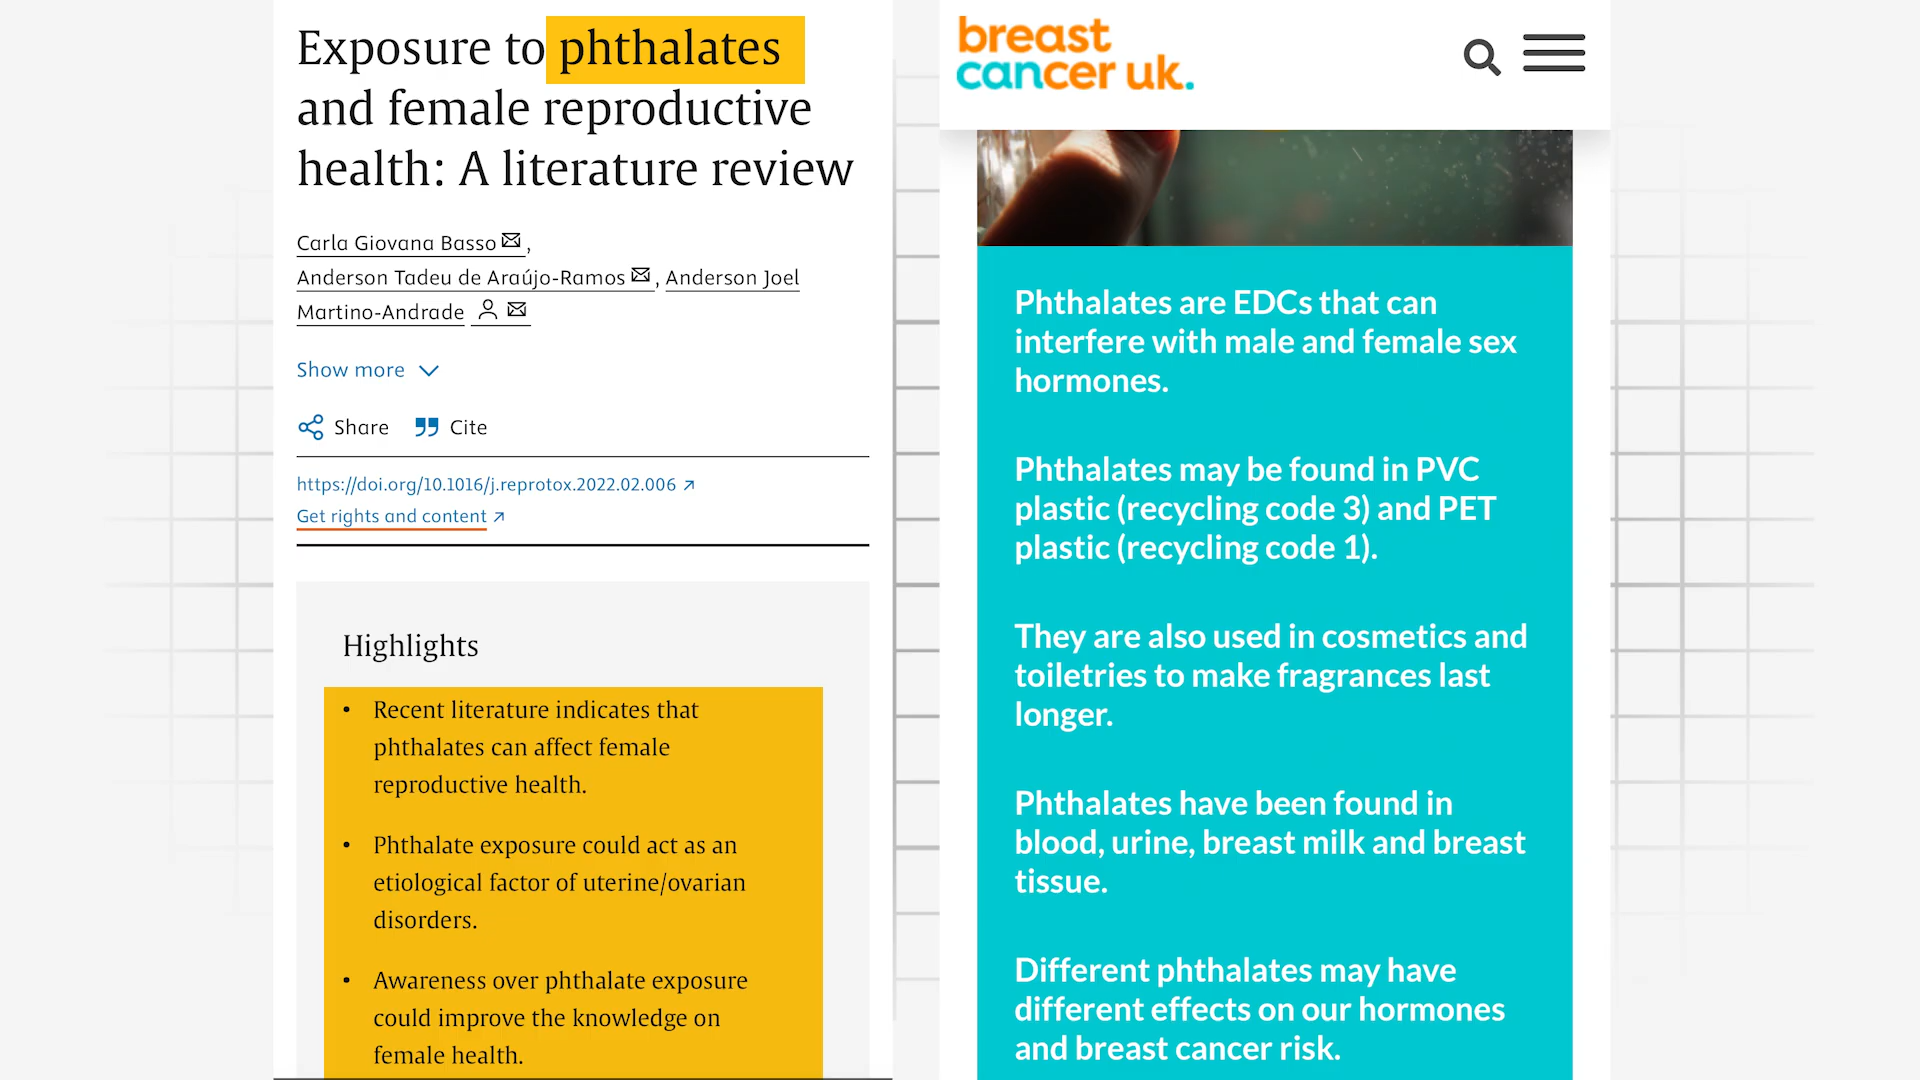 Exposure to phthalates
and female reproductive
health: A literature review
Carla Giovana Basso ,
Anderson Tadeu de Araújo-Ramos , Anderson Joel
Martino-Andrade
Show more
Share Cite
https://doi.org/10.1016/j.reprotox.2022.02.006
Get rights and content
Highlights
• Recent literature indicates that
phthalates can affect female
reproductive health.
• Phthalate exposure could act as an
etiological factor of uterine/ovarian
disorders.
• Awareness over phthalate exposure
could improve the knowledge on
female health.
breast
cancer uk.
Phthalates are EDCs that can
interfere with male and female sex
hormones.
Phthalates may be found in PVC
plastic (recycling code 3) and PET
plastic (recycling code 1).
They are also used in cosmetics and
toiletries to make fragrances last
longer.
Phthalates have been found in
blood, urine, breast milk and breast
tissue.
Different phthalates may have
different effects on our hormones
and breast cancer risk.